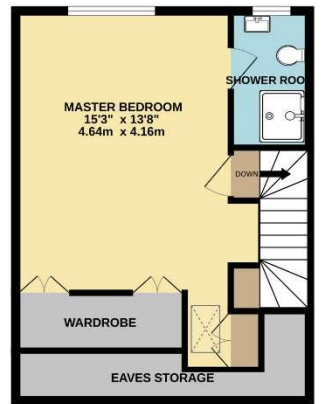 SHOWER ROO
MASTER BEDROOM
15'3" x 13'8"
4.64m x 4.16m
DOWN
WARDROBE
EAVES STORAGE